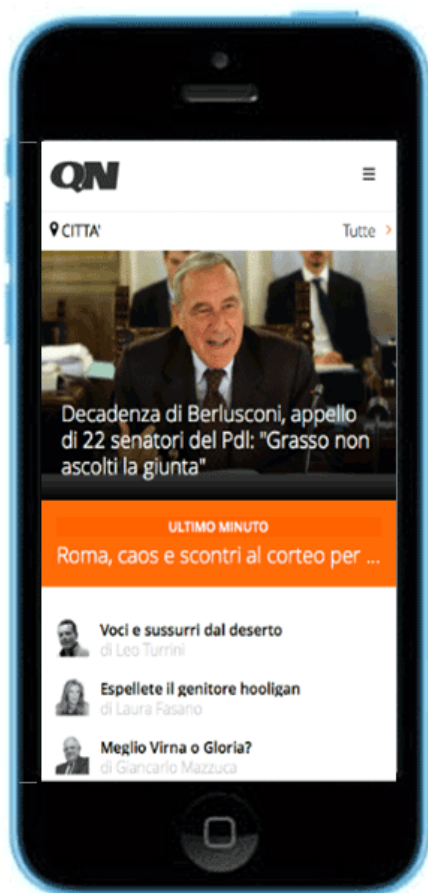 QN
CITTA'
Tutte >
Decadenza di Berlusconi, appello
di 22 senatori del Pdl: "Grasso non
ascolti la giunta"
ULTIMO MINUTO
Roma, caos e scontri al corteo per ...
Voci e sussurri dal deserto
di Leo Turrini
Espellete il genitore hooligan
di Laura Fasano
Meglio Virna o Gloria?
di Giancarlo Mazzuca